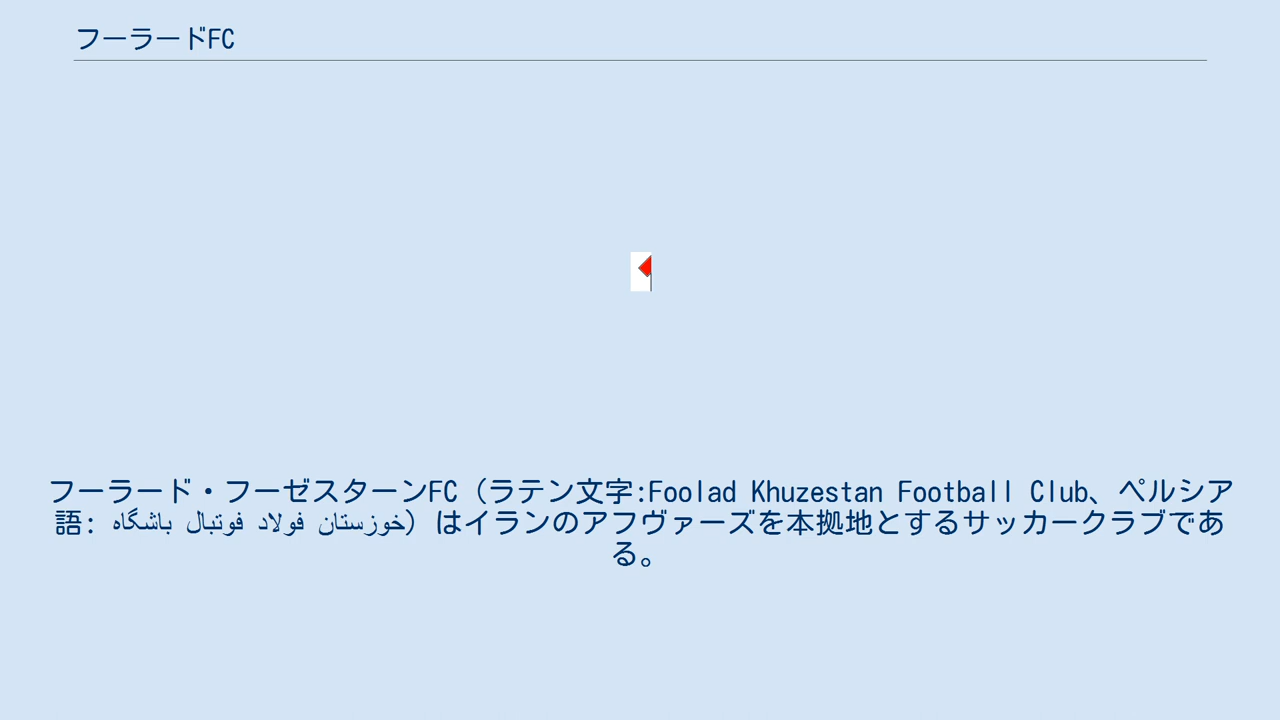 フーラードFC
フーラード・フーゼスターンFC（ラテン文字:Foolad Khuzestan Football Club、ペルシア
語: باشگاه فوتبال فولاد خوزستان）はイランのアフヴァーズを本拠地とするサッカークラブであ
る。